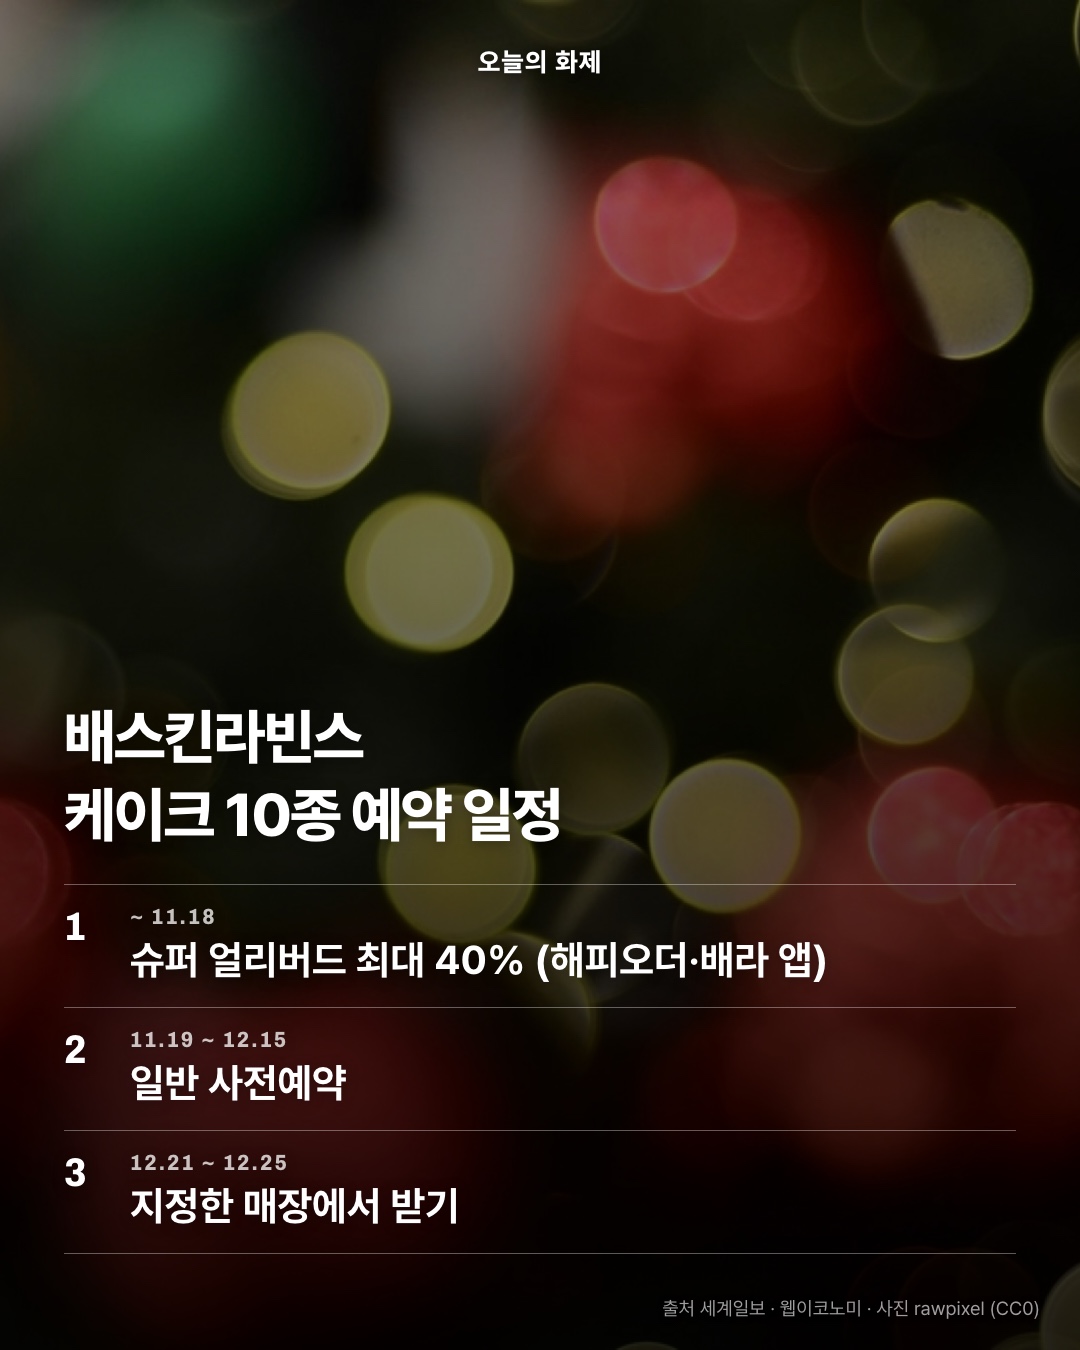 오늘의 화제
배스킨라빈스
케이크 10종 예약 일정
1
~ 11.18
슈퍼 얼리버드 최대 40% (해피오더·배라 앱)
2
11.19 ~ 12.15
일반 사전예약
3
12.21 ~ 12.25
지정한 매장에서 받기
출처 세계일보 · 웹이코노미 · 사진 rawpixel (CC0)